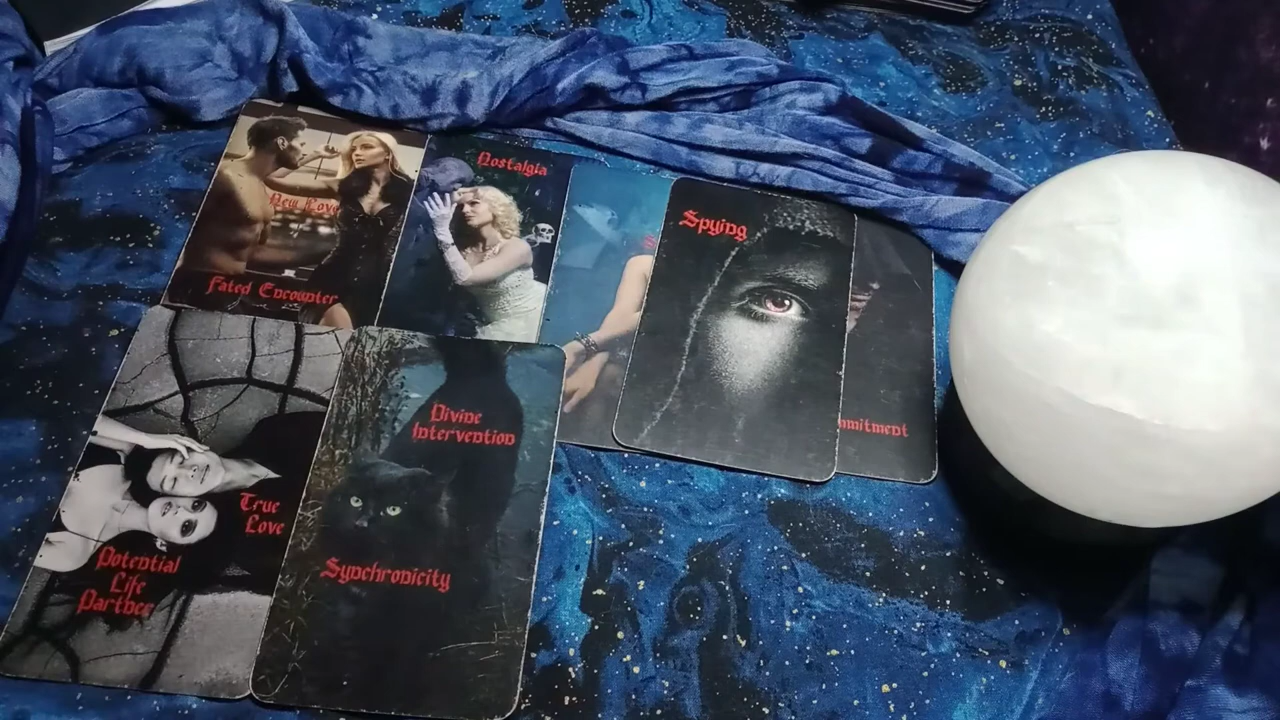 New Love
Fated Encounter
Nostalgia
S
Spying
mmitment
True
Love
Potential
Life
Partner
Divine
Intervention
Synchronicity